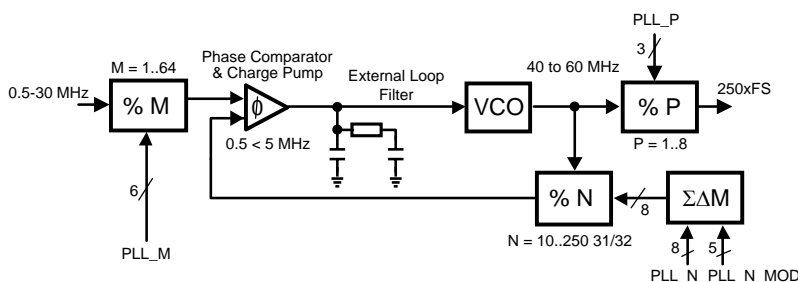 PLL_P
3
Phase Comparator
& Charge Pump
M = 1..64
External Loop
Filter
40 to 60 MHz
0.5-30 MHz
% M
ϕ
VCO
% P
250xFS
0.5 < 5 MHz
P = 1..8
6
% N
8
ΣΔM
N = 10..250 31/32
8
5
PLL_M
PLL_N
PLL_N_MOD